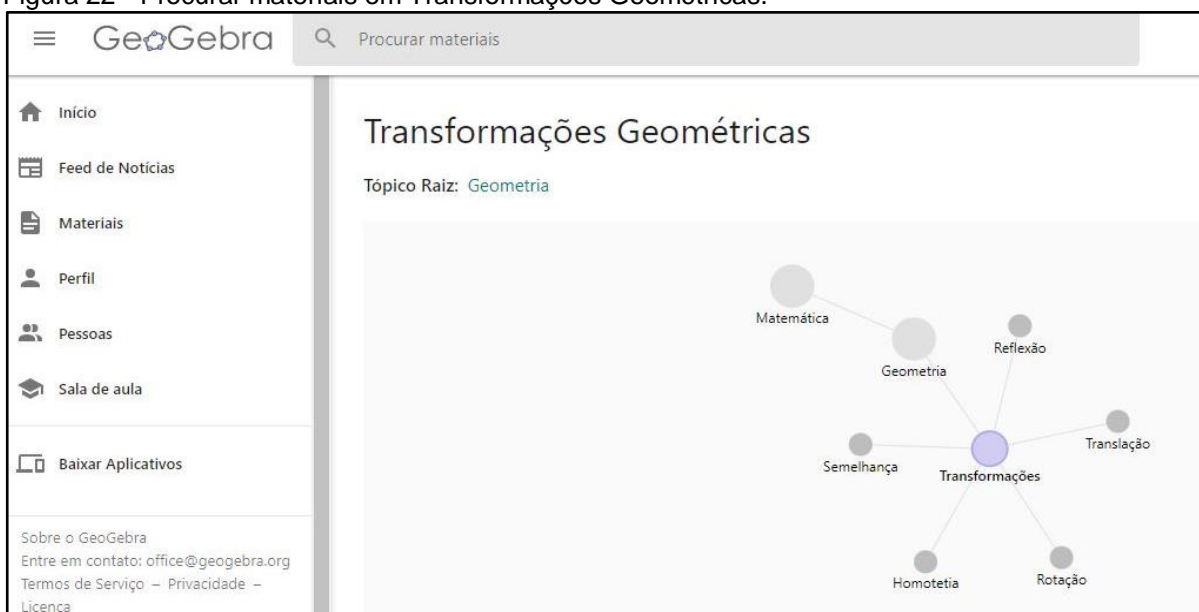 Figura 22 - Procurar materiais em Transformações Geométricas.
GeoGebra
Procurar materiais
Início
Feed de Notícias
Materiais
Perfil
Pessoas
Sala de aula
Baixar Aplicativos
Sobre o GeoGebra
Entre em contato: office@geogebra.org
Termos de Serviço – Privacidade –
Licença
Transformações Geométricas
Tópico Raiz: Geometria
Matemática
Geometria
Reflexão
Translação
Semelhança
Transformações
Homotetia
Rotação